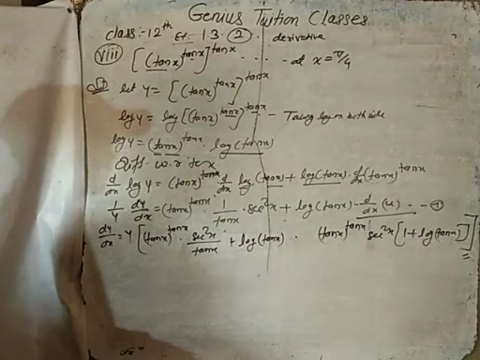 Genius Tuition Classes.
class:- 12th Ex 13.2 derivative
(viii) [(tanx)^tanx]^tanx - - - - - at x = π/4
let Y = [(tanx)^tanx]^tanx
log Y = log [(tanx)^tanx]^tanx - Taking log on both side
log Y = (tanx)^tanx · log(tanx)
Diff. w.r. to x
d/dx log Y = (tanx)^tanx d/dx log(tanx) + log(tanx) · d/dx (tanx)^tanx
1/Y dy/dx = (tanx)^tanx · 1/tanx · sec²x + log(tanx) - d/dx (u) - - ①
dy/dx = Y [(tanx)^tanx · sec²x/tanx + log(tanx) · (tanx)^tanx sec²x [1 + log(tanx)]]